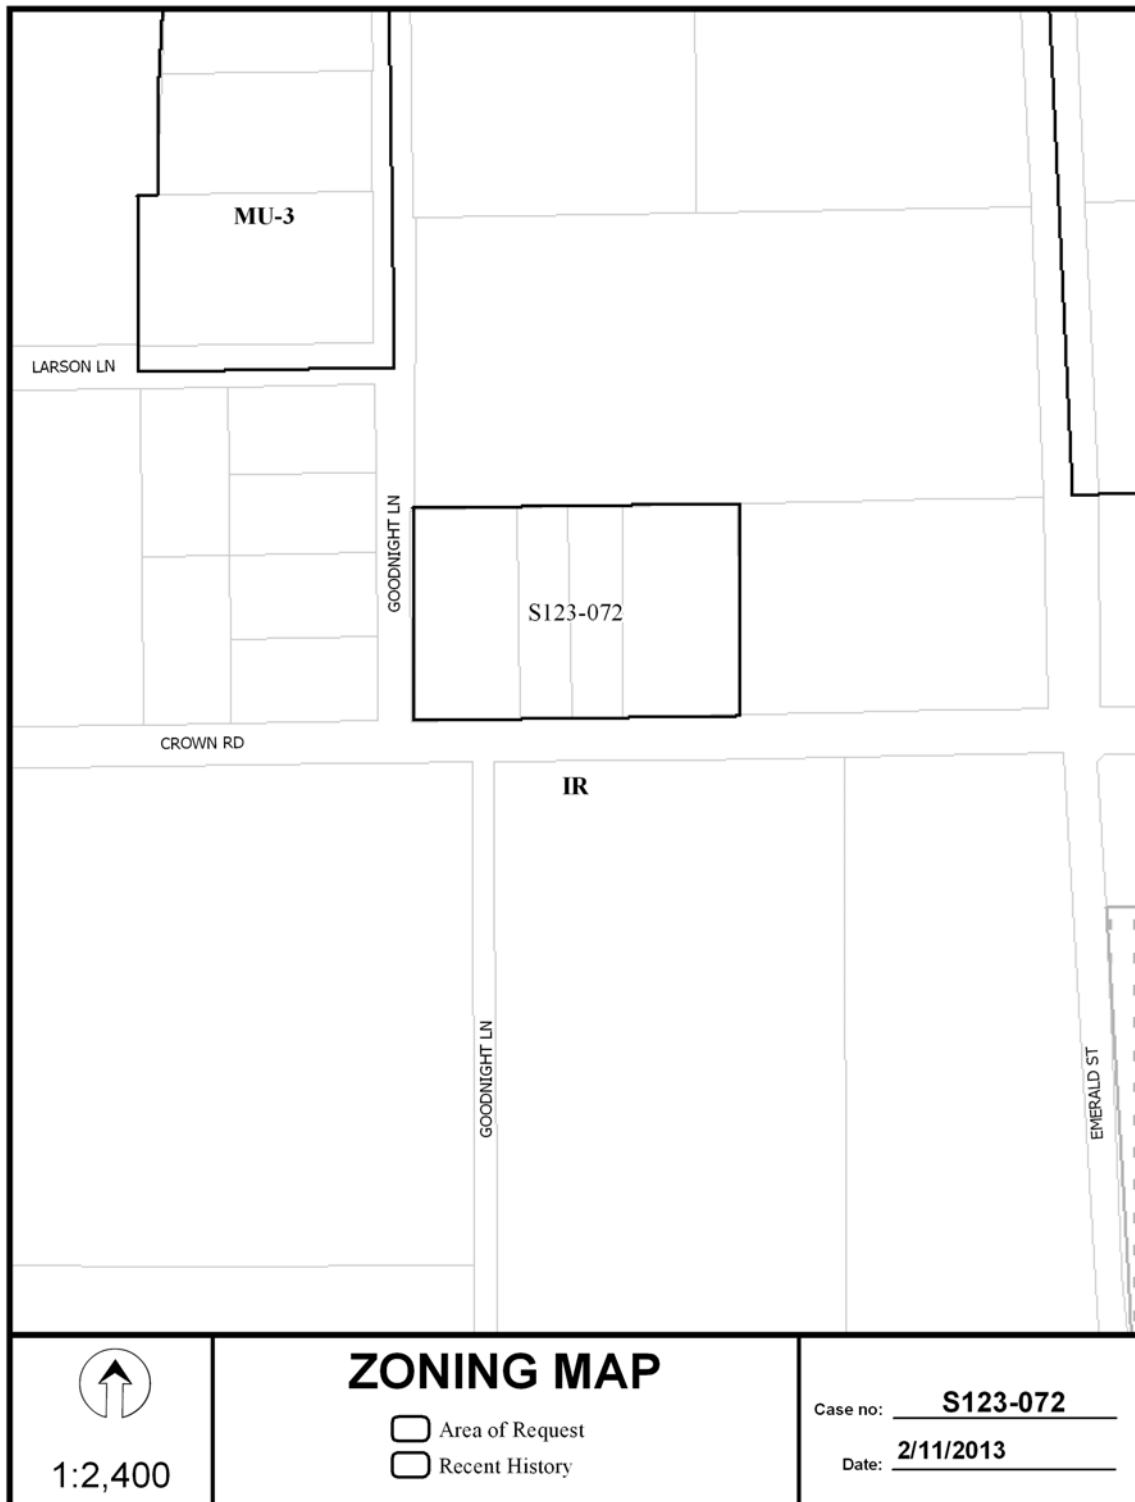 MU-3
LARSON LN
GOODNIGHT LN
S123-072
CROWN RD
IR
GOODNIGHT LN
EMERALD ST
ZONING MAP
Area of Request
Recent History
1:2,400
Case no: S123-072
Date: 2/11/2013